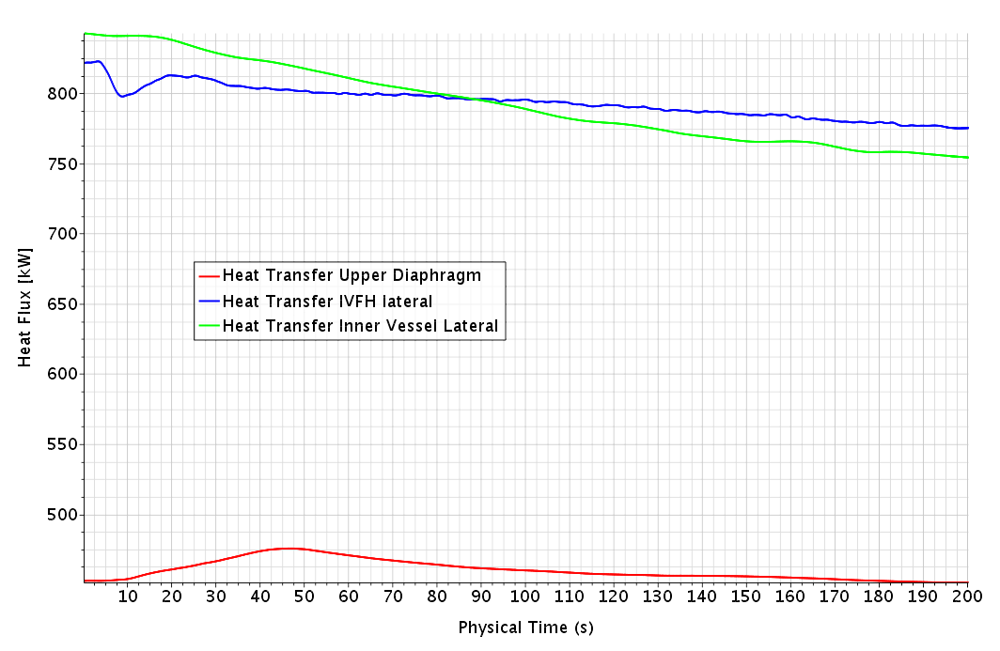 800
750
700
650
600
550
500
Heat Flux [kW]
Heat Transfer Upper Diaphragm
Heat Transfer IVFH lateral
Heat Transfer Inner Vessel Lateral
10 20 30 40 50 60 70 80 90 100 110 120 130 140 150 160 170 180 190 200
Physical Time (s)